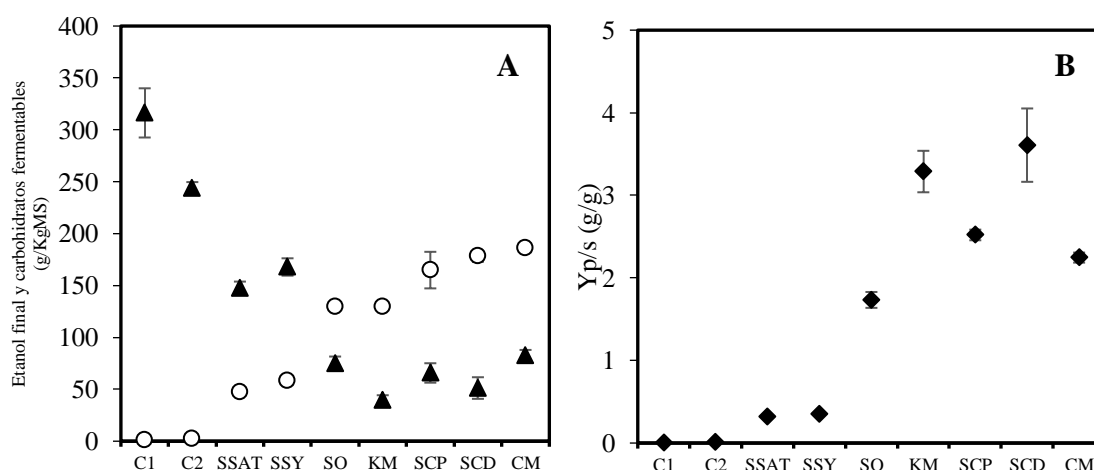 Etanol final y carbohidratos fermentables
(g/KgMS)
400
350
300
250
200
150
100
50
0
A
C1 C2 SSAT SSY SO KM SCP SCD CM
Yp/s (g/g)
5
4
3
2
1
0
B
C1 C2 SSAT SSY SO KM SCP SCD CM